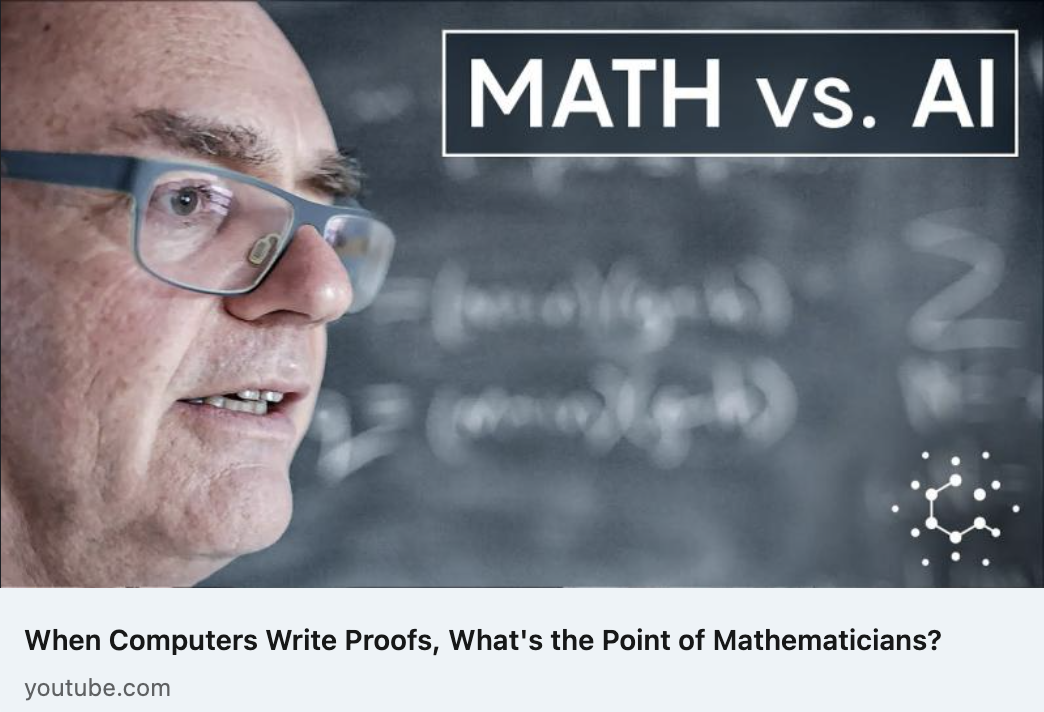 MATH vs. AI
When Computers Write Proofs, What's the Point of Mathematicians?
youtube.com